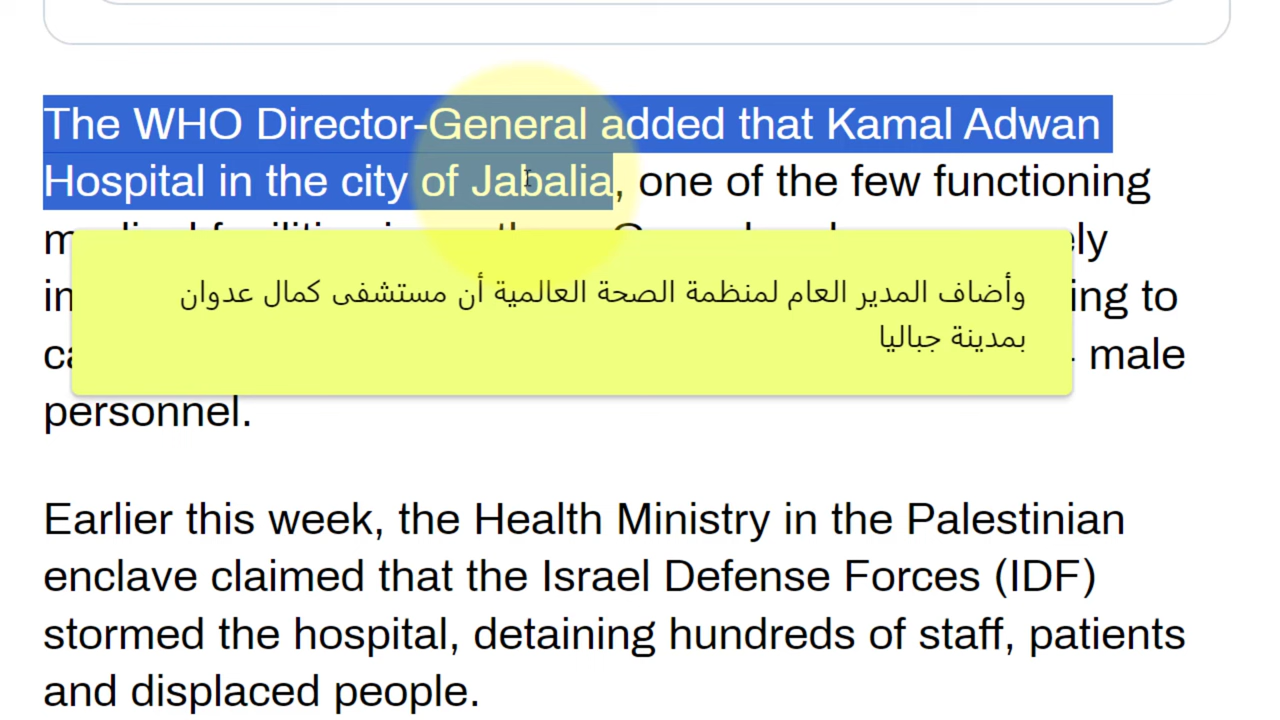 The WHO Director-General added that Kamal Adwan
Hospital in the city of Jabalia, one of the few functioning
ely
وأضاف المدير العام لمنظمة الصحة العالمية أن مستشفى كمال عدوان
بمدينة جباليا
ing to
male
personnel.
Earlier this week, the Health Ministry in the Palestinian
enclave claimed that the Israel Defense Forces (IDF)
stormed the hospital, detaining hundreds of staff, patients
and displaced people.